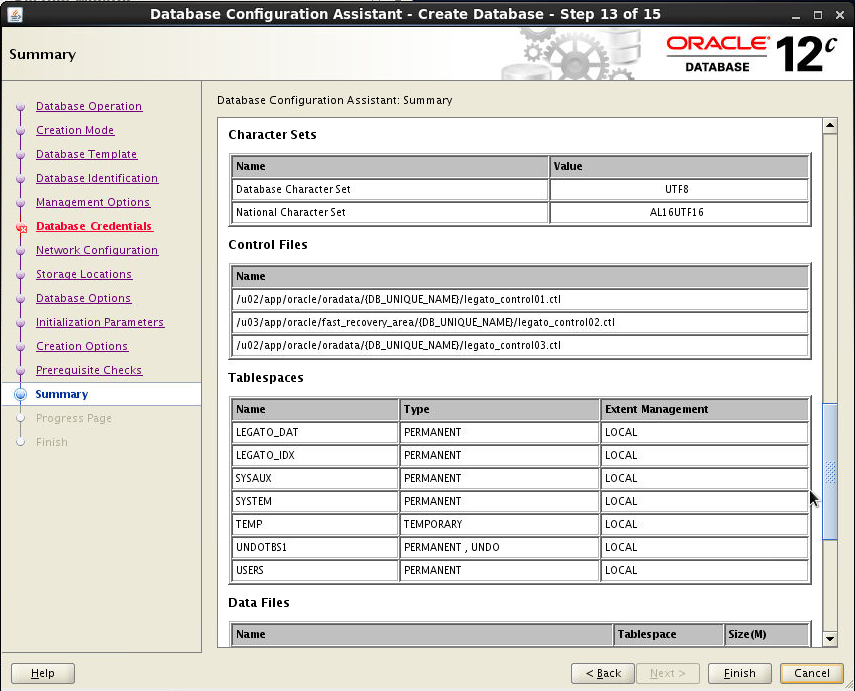 Database Configuration Assistant - Create Database - Step 13 of 15
Summary
ORACLE
DATABASE
12c
Database Operation
Creation Mode
Database Template
Database Identification
Management Options
Database Credentials
Network Configuration
Storage Locations
Database Options
Initialization Parameters
Creation Options
Prerequisite Checks
Summary
Progress Page
Finish
Database Configuration Assistant: Summary
Character Sets
Name Value
Database Character Set UTF8
National Character Set AL16UTF16
Control Files
Name
/u02/app/oracle/oradata/{DB_UNIQUE_NAME}/legato_control01.ctl
/u03/app/oracle/fast_recovery_area/{DB_UNIQUE_NAME}/legato_control02.ctl
/u02/app/oracle/oradata/{DB_UNIQUE_NAME}/legato_control03.ctl
Tablespaces
Name Type Extent Management
LEGATO_DAT PERMANENT LOCAL
LEGATO_IDX PERMANENT LOCAL
SYSAUX PERMANENT LOCAL
SYSTEM PERMANENT LOCAL
TEMP TEMPORARY LOCAL
UNDOTBS1 PERMANENT , UNDO LOCAL
USERS PERMANENT LOCAL
Data Files
Name Tablespace Size(M)
Help < Back Next > Finish Cancel